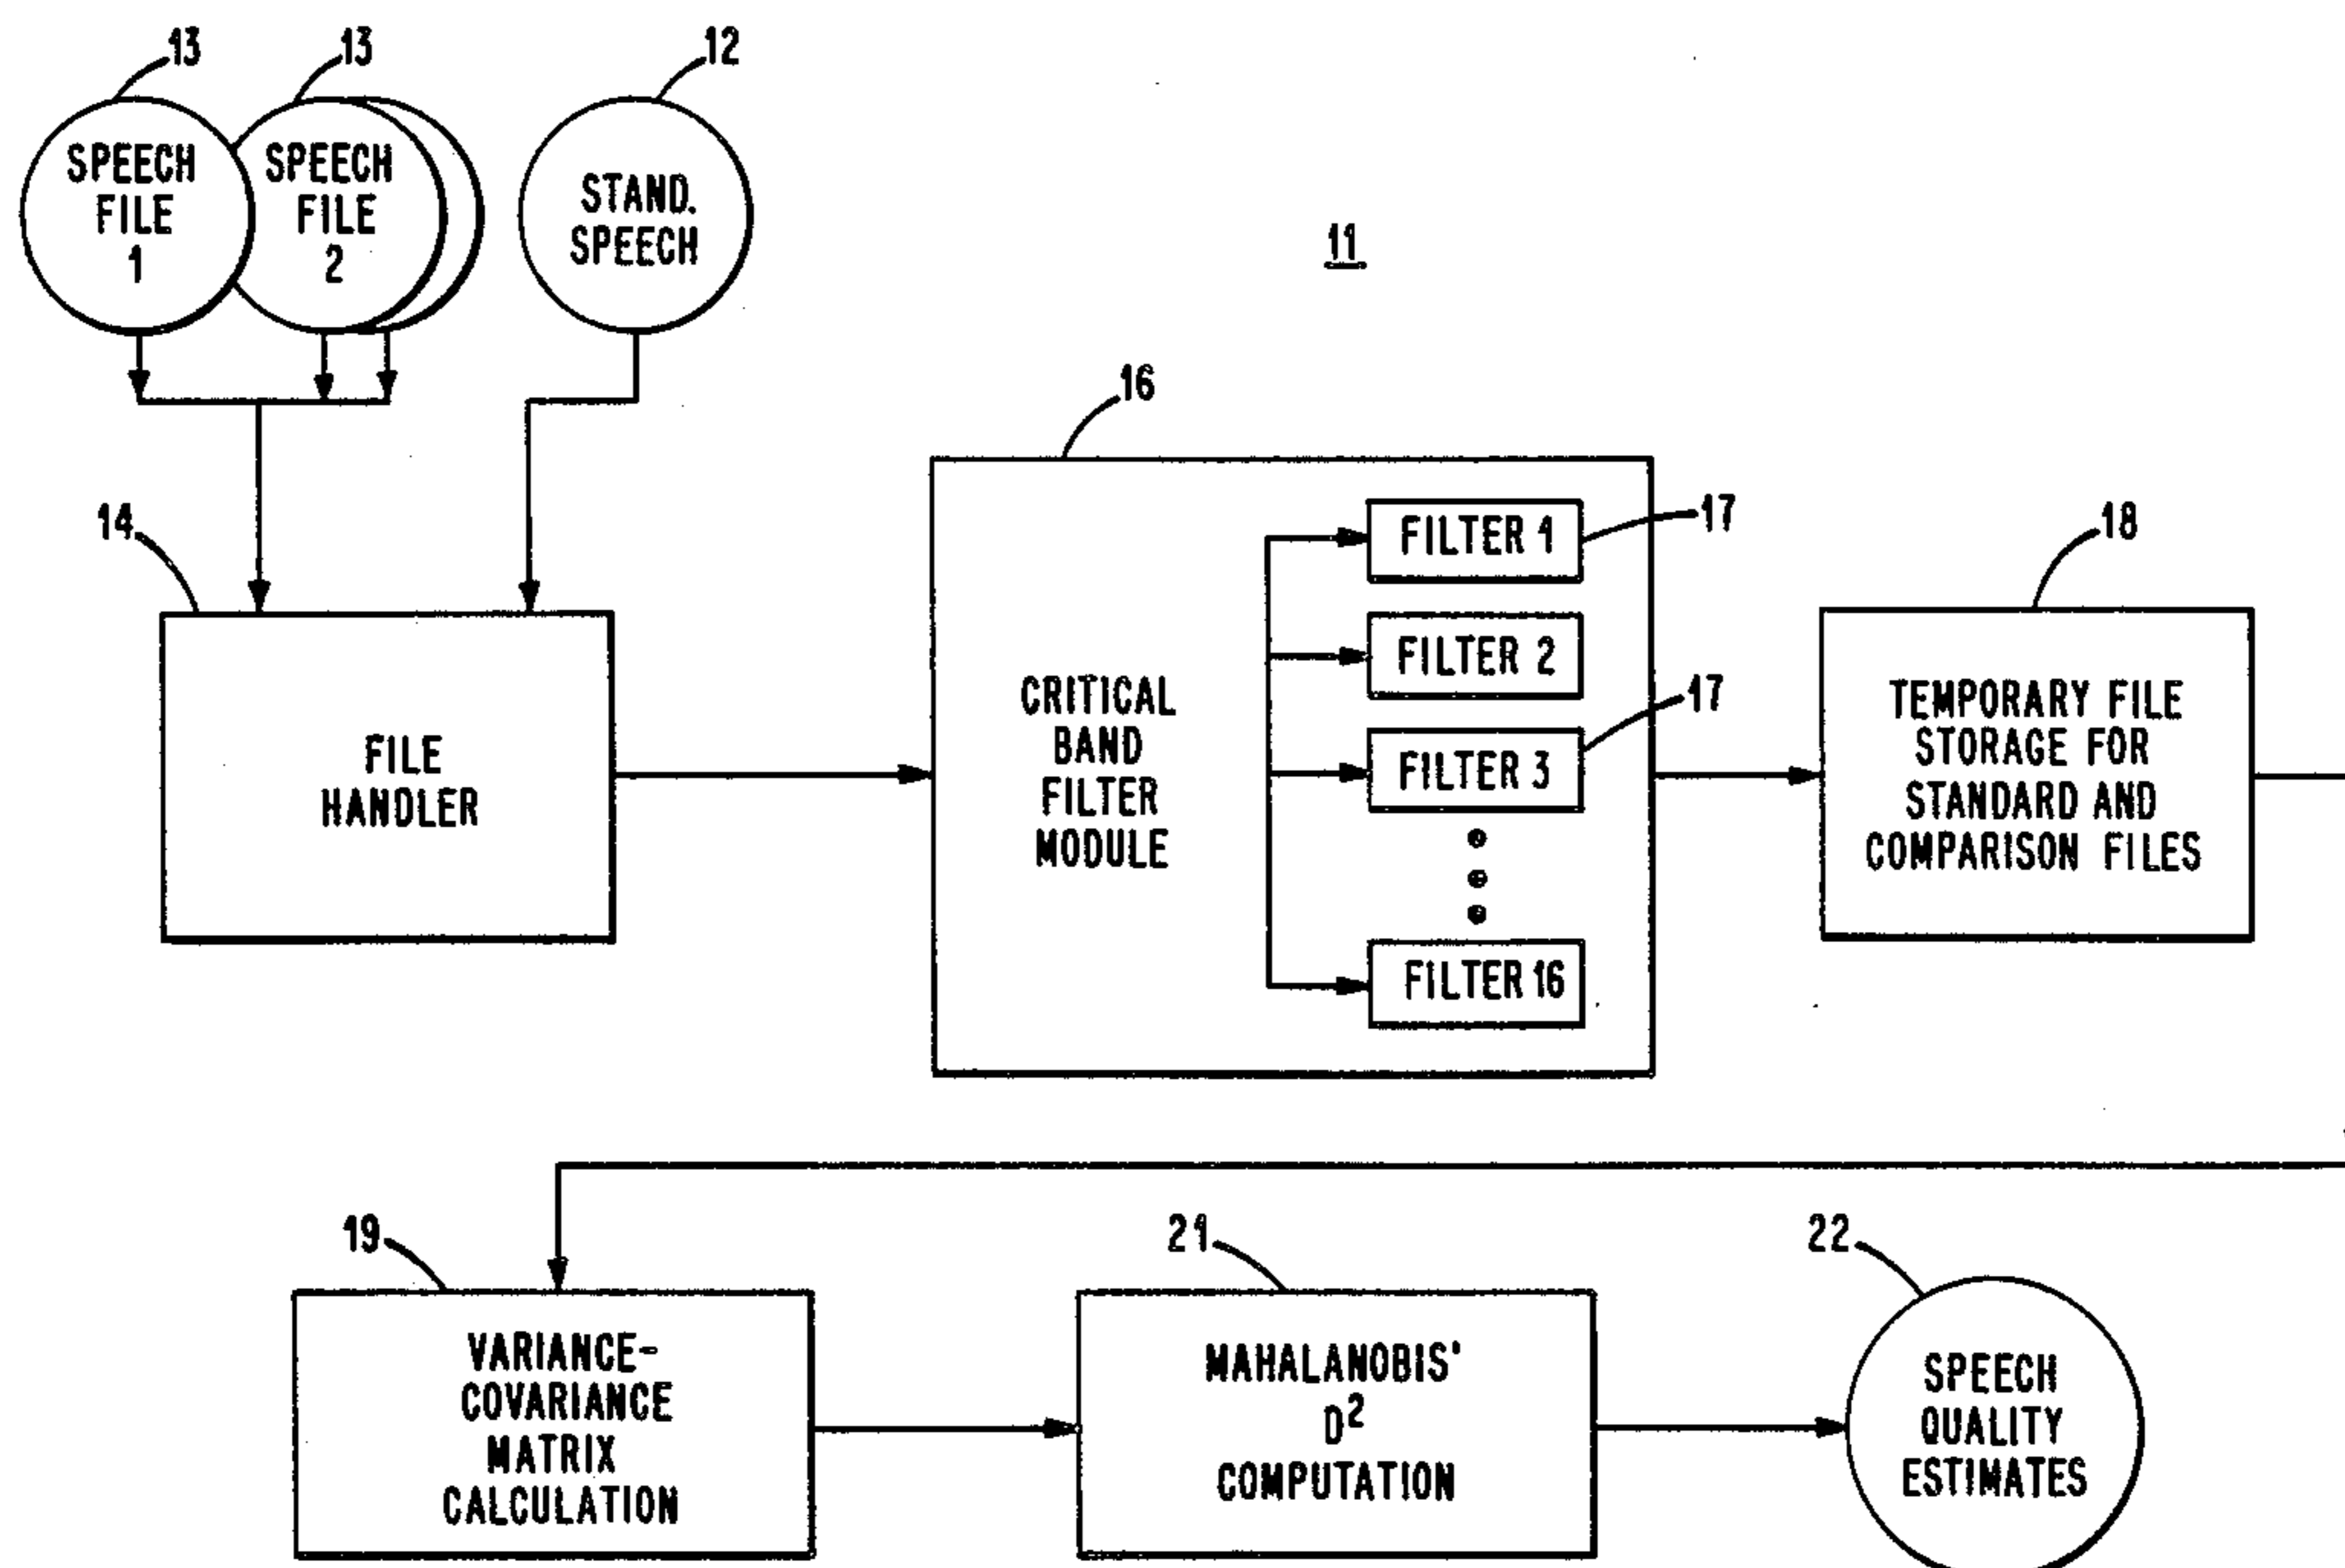 13
13
12
SPEECH
FILE
1
SPEECH
FILE
2
STAND.
SPEECH
11
16
14
FILE
HANDLER
CRITICAL
BAND
FILTER
MODULE
FILTER 1
17
FILTER 2
FILTER 3
17
FILTER 16
18
TEMPORARY FILE
STORAGE FOR
STANDARD AND
COMPARISON FILES
19
VARIANCE-
COVARIANCE
MATRIX
CALCULATION
21
MAHALANOBIS'
D²
COMPUTATION
22
SPEECH
QUALITY
ESTIMATES